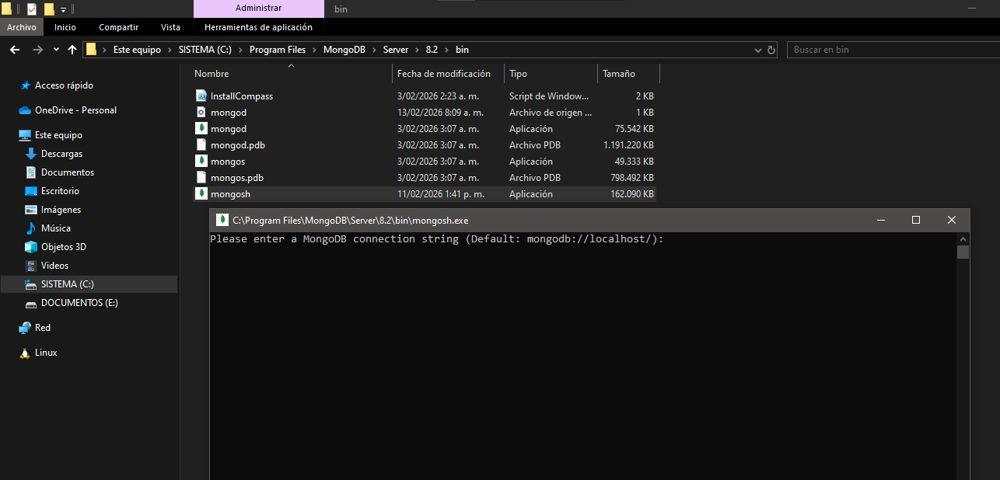 Administrar
bin
Archivo Inicio Compartir Vista Herramientas de aplicación
Este equipo > SISTEMA (C:) > Program Files > MongoDB > Server > 8.2 > bin
Buscar en bin
Acceso rápido
OneDrive - Personal
Este equipo
Descargas
Documentos
Escritorio
Imágenes
Música
Objetos 3D
Videos
SISTEMA (C:)
DOCUMENTOS (E:)
Red
Linux
Nombre Fecha de modificación Tipo Tamaño
InstallCompass 3/02/2026 2:23 a. m. Script de Window... 2 KB
mongod 13/02/2026 8:09 a. m. Archivo de origen ... 1 KB
mongod 3/02/2026 3:07 a. m. Aplicación 75.542 KB
mongod.pdb 3/02/2026 3:07 a. m. Archivo PDB 1.191.220 KB
mongos 3/02/2026 3:07 a. m. Aplicación 49.333 KB
mongos.pdb 3/02/2026 3:07 a. m. Archivo PDB 798.492 KB
mongosh 11/02/2026 1:41 p. m. Aplicación 162.090 KB
C:\Program Files\MongoDB\Server\8.2\bin\mongosh.exe
Please enter a MongoDB connection string (Default: mongodb://localhost/):